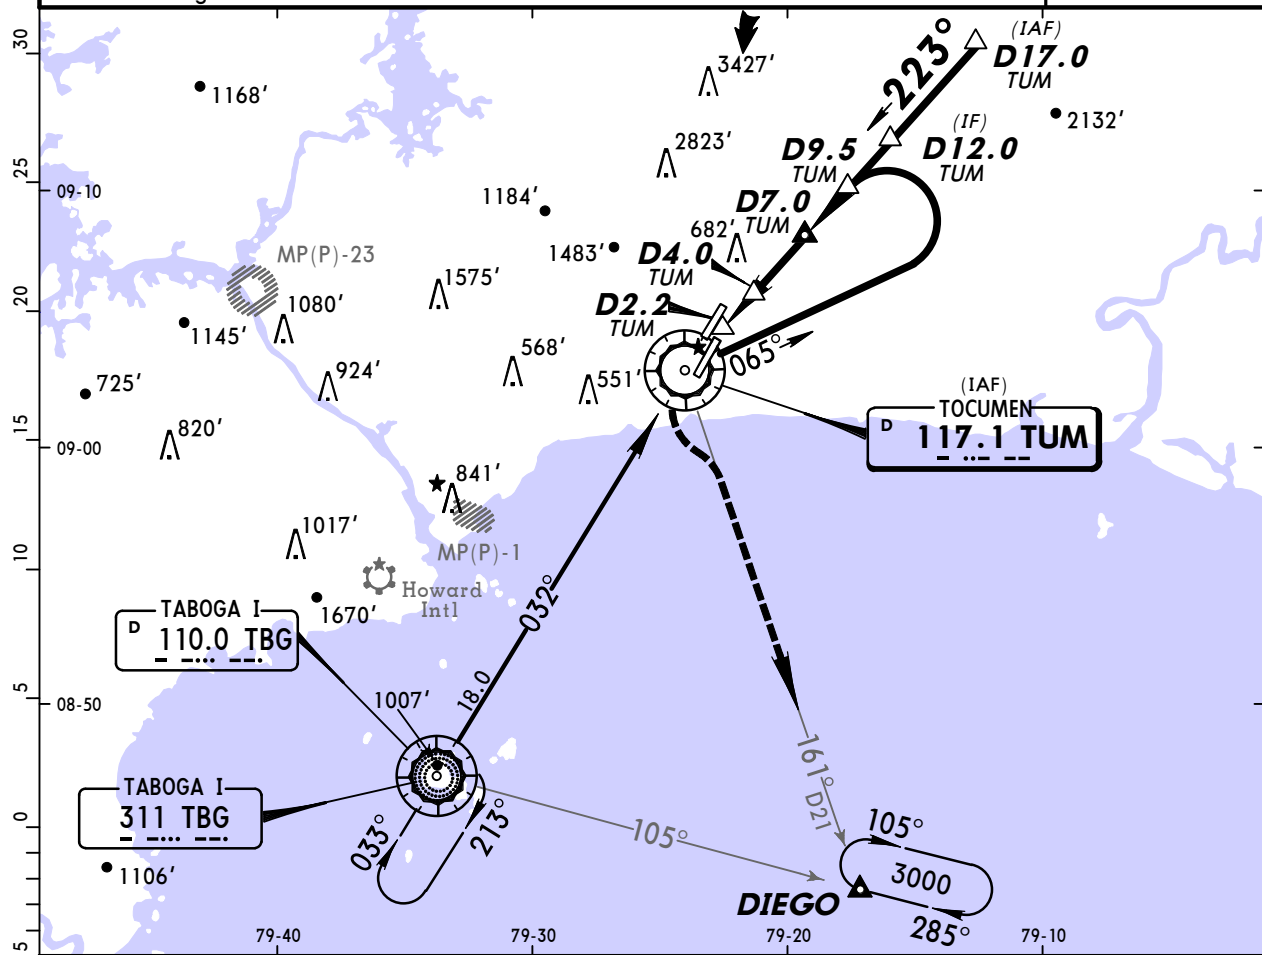 30
1168'
3427'
223°
(IAF)
D17.0
TUM
2132'
(IF)
D12.0
TUM
25
09-10
2823'
D9.5
TUM
1184'
D7.0
TUM
1483'
682'
D4.0
TUM
MP(P)-23
1575'
20
1080'
D2.2
TUM
1145'
568'
065°
924'
551'
725'
(IAF)
TOCUMEN
D 117.1 TUM
820'
15
09-00
841'
1017'
MP(P)-1
10
Howard
Intl
1670'
032°
TABOGA I
D 110.0 TBG
18.0
1007'
5
08-50
161° D21
TABOGA I
311 TBG
0
033°
213°
105°
105°
3000
DIEGO
285°
1106'
5
79-40
79-30
79-20
79-10